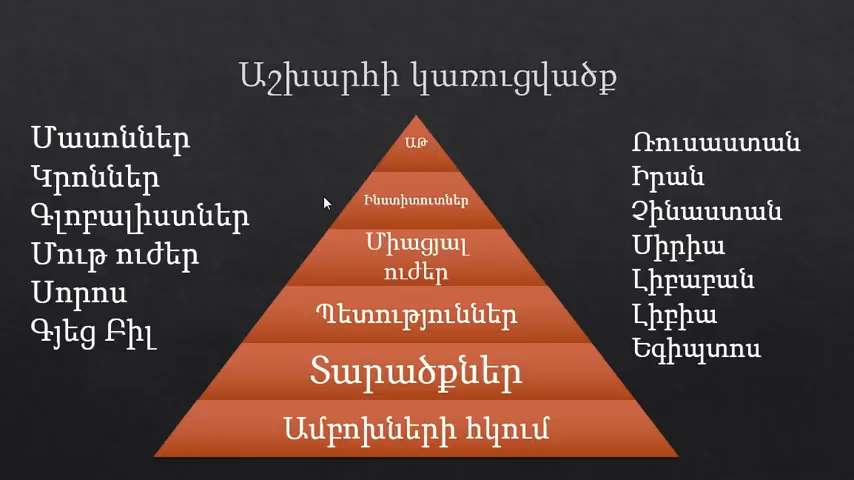 Աշխարհի կառուցվածք
Մասոններ
Կրոններ
Գլոբալիստներ
Մութ ուժեր
Սորոս
Գյեց Բիլ
ԱԹ
Ինստիտուտներ
Միացյալ
ուժեր
Պետություններ
Տարածքներ
Ամբոխների հկում
Ռուսաստան
Իրան
Չինաստան
Սիրիա
Լիբաբան
Լիբիա
Եգիպտոս